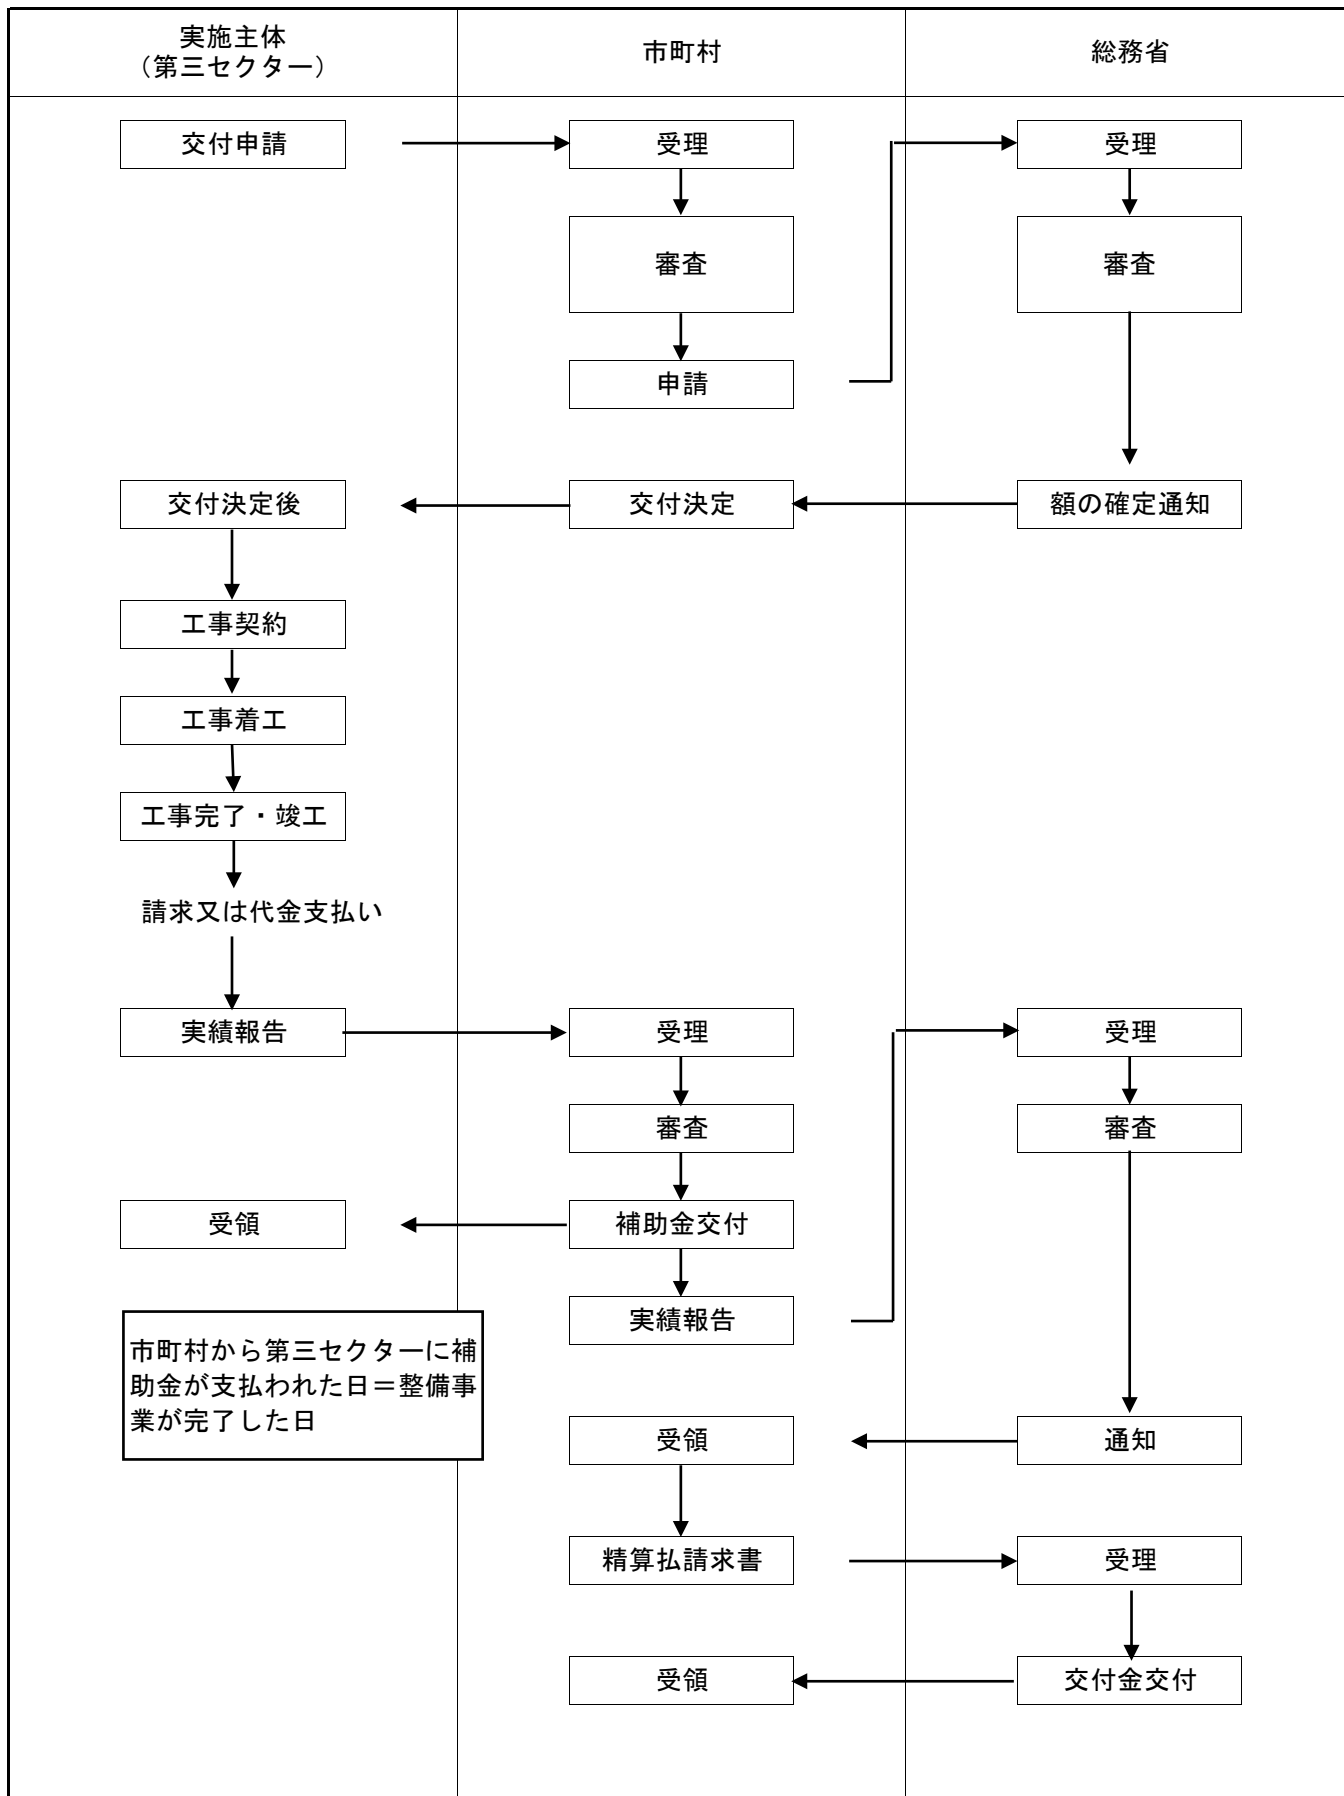 実施主体
（第三セクター）
市町村
総務省
交付申請
受理
受理
審査
審査
申請
交付決定後
交付決定
額の確定通知
工事契約
工事着工
工事完了・竣工
請求又は代金支払い
実績報告
受理
受理
審査
審査
受領
補助金交付
実績報告
市町村から第三セクターに補
助金が支払われた日＝整備事
業が完了した日
受領
通知
精算払請求書
受理
受領
交付金交付